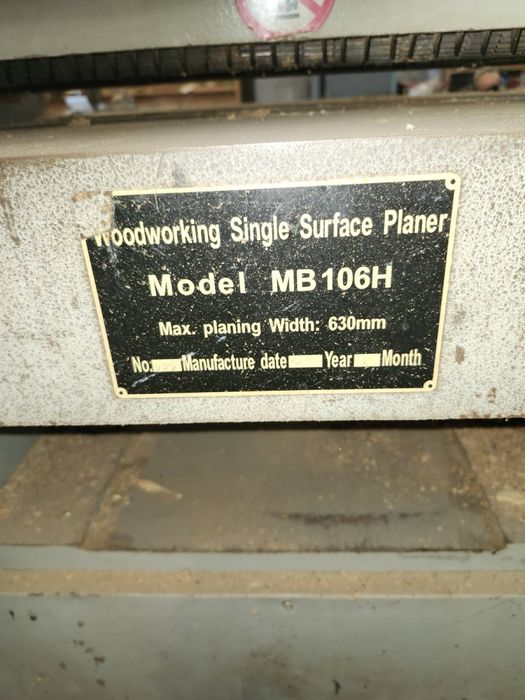 Woodworking Single Surface Planer
Model MB106H
Max. planing Width: 630mm
No. Manufacture date Year Month